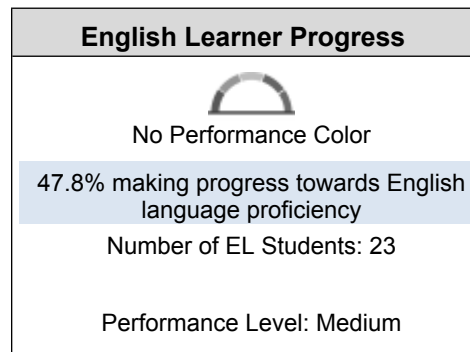 English Learner Progress
No Performance Color
47.8% making progress towards English
language proficiency
Number of EL Students: 23
Performance Level: Medium